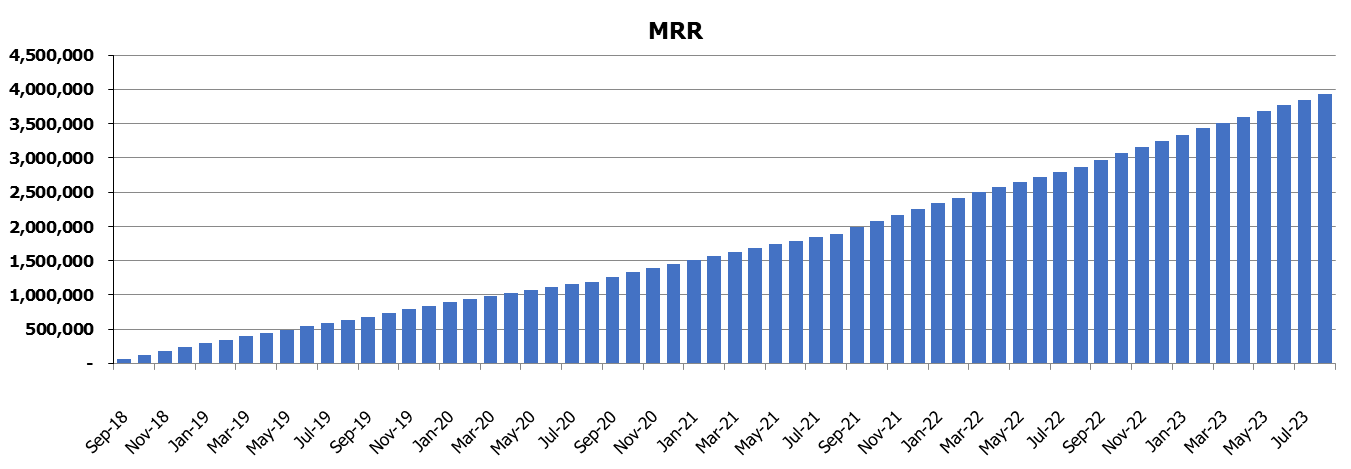 MRR
4,500,000
4,000,000
3,500,000
3,000,000
2,500,000
2,000,000
1,500,000
1,000,000
500,000
-
Sep-18
Nov-18
Jan-19
Mar-19
May-19
Jul-19
Sep-19
Nov-19
Jan-20
Mar-20
May-20
Jul-20
Sep-20
Nov-20
Jan-21
Mar-21
May-21
Jul-21
Sep-21
Nov-21
Jan-22
Mar-22
May-22
Jul-22
Sep-22
Nov-22
Jan-23
Mar-23
May-23
Jul-23